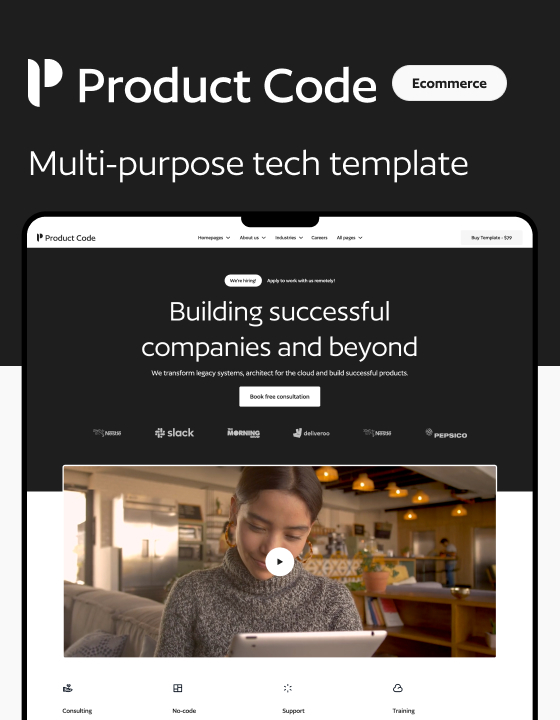 Product Code
Ecommerce
Multi-purpose tech template
Product Code
Homepages
About us
Industries
Careers
All pages
Buy Template - $79
We're hiring!
Apply to work with us remotely!
Building successful
companies and beyond
We transform legacy systems, architect for the cloud and build successful products.
Book free consultation
Nestlé
slack
MORNING
deliveroo
Nestlé
PEPSICO
Consulting
No-code
Support
Training